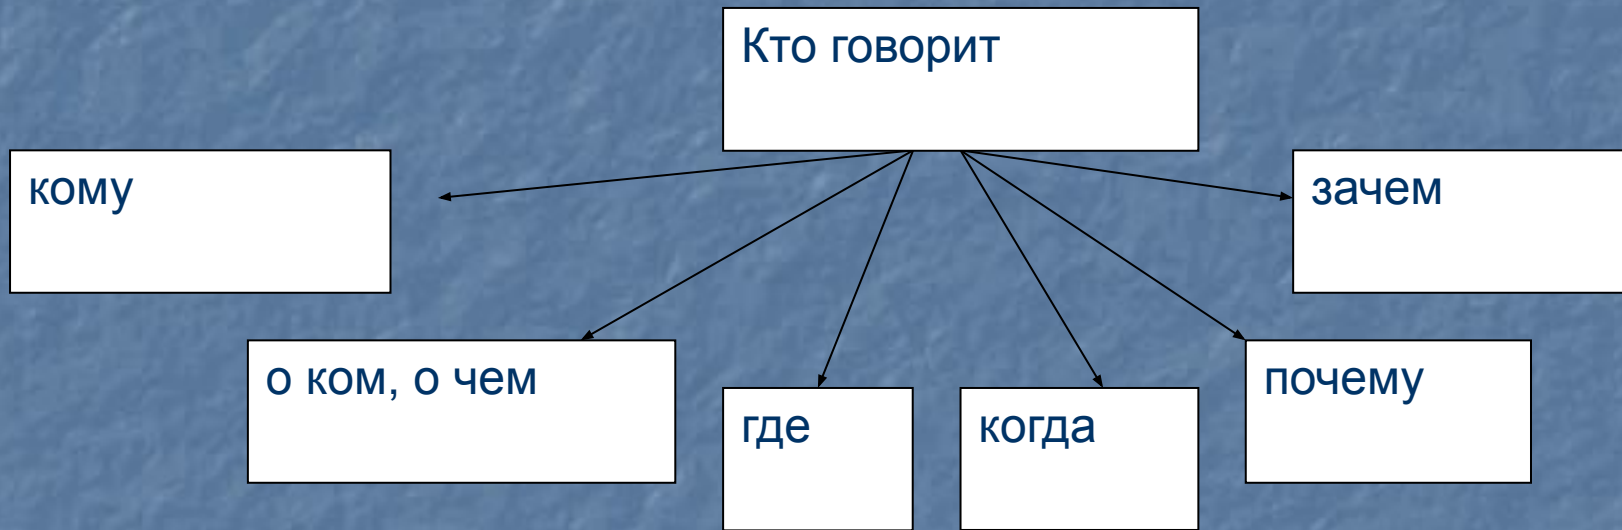 Кто говорит
кому
зачем
о ком, о чем
почему
где
когда